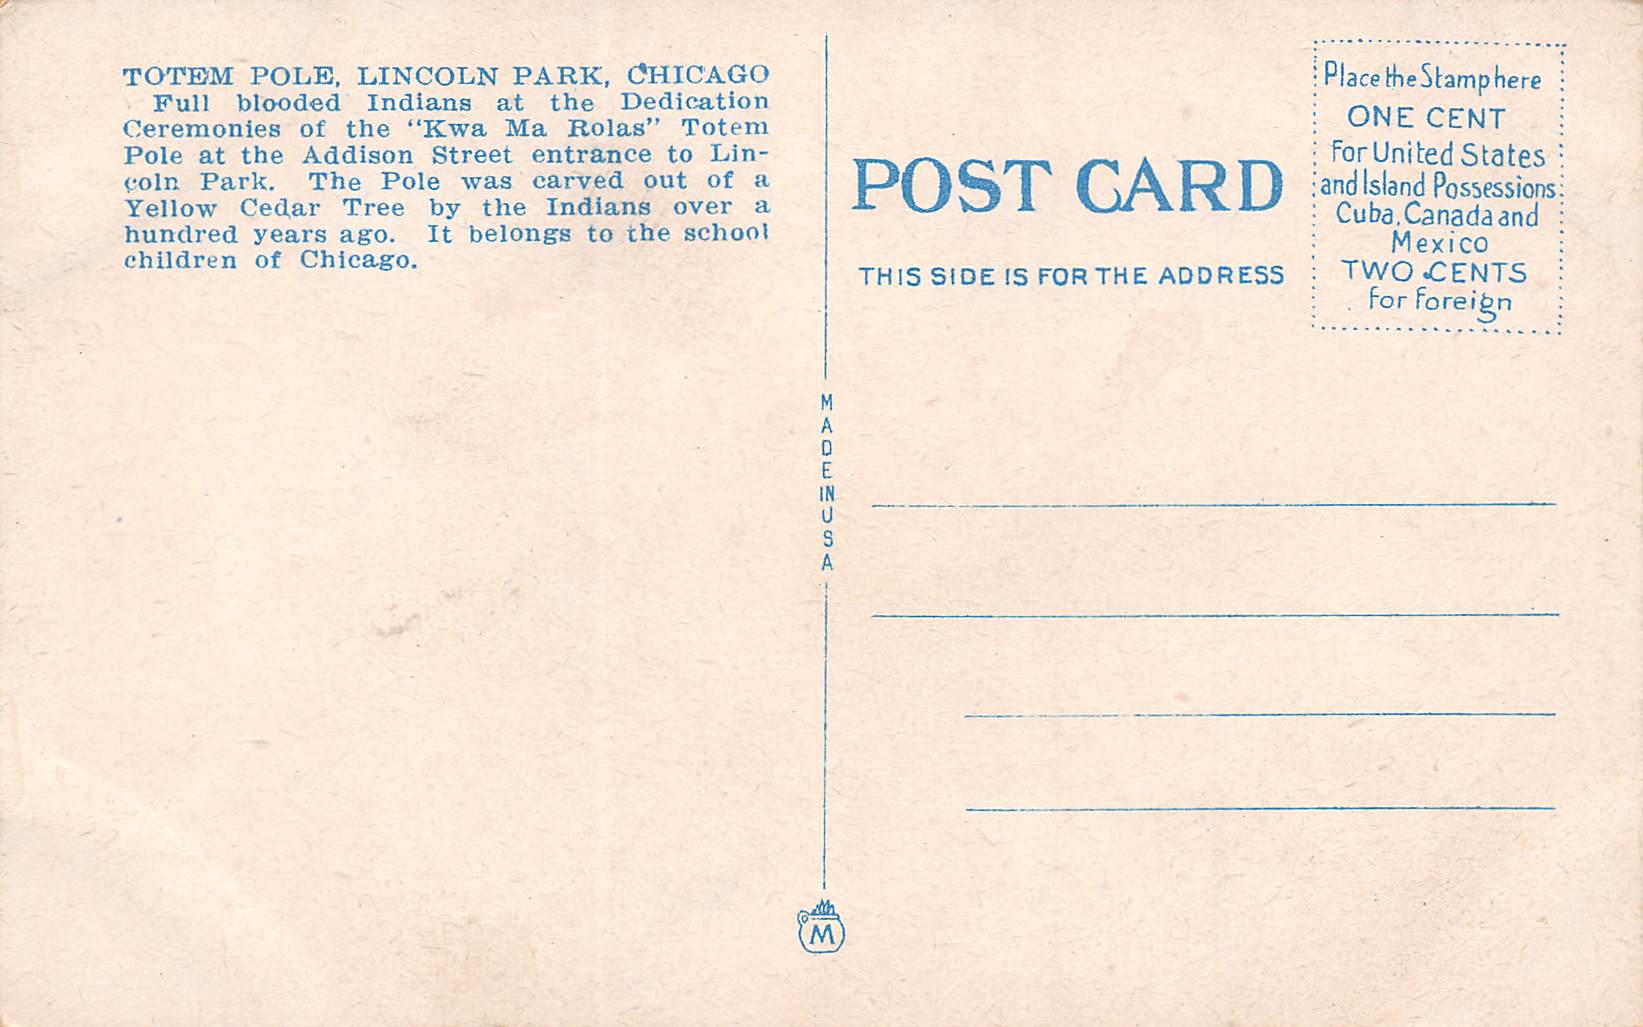 TOTEM POLE, LINCOLN PARK, CHICAGO
Full blooded Indians at the Dedication
Ceremonies of the "Kwa Ma Rolas" Totem
Pole at the Addison Street entrance to Lin-
coln Park. The Pole was carved out of a
Yellow Cedar Tree by the Indians over a
hundred years ago. It belongs to the school
children of Chicago.
POST CARD
THIS SIDE IS FOR THE ADDRESS
Place the Stamp here
ONE CENT
For United States
and Island Possessions
Cuba, Canada and
Mexico
TWO CENTS
For Foreign
MADE IN USA
M